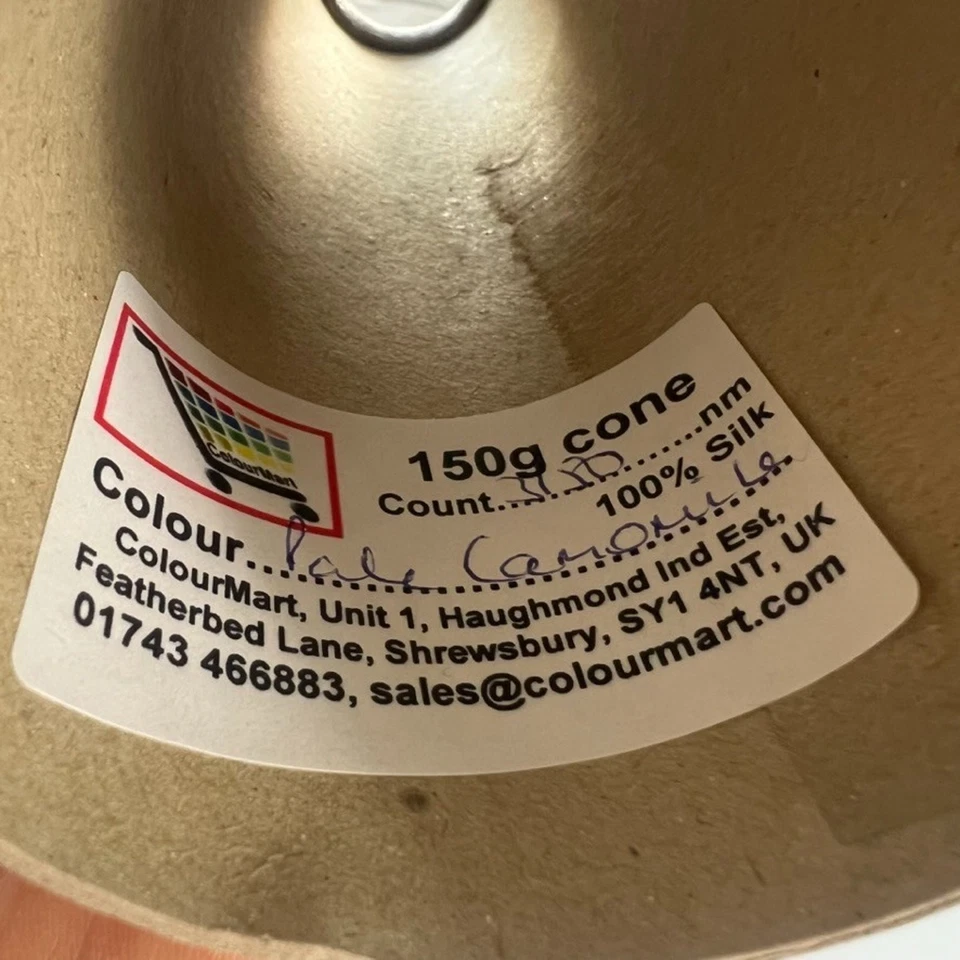 ColourMart
150g cone
Count.. ......nm
100% Silk
Colour..Pale Camomile
ColourMart, Unit 1, Haughmond Ind Est,
Featherbed Lane, Shrewsbury, SY1 4NT, UK
01743 466883, sales@colourmart.com